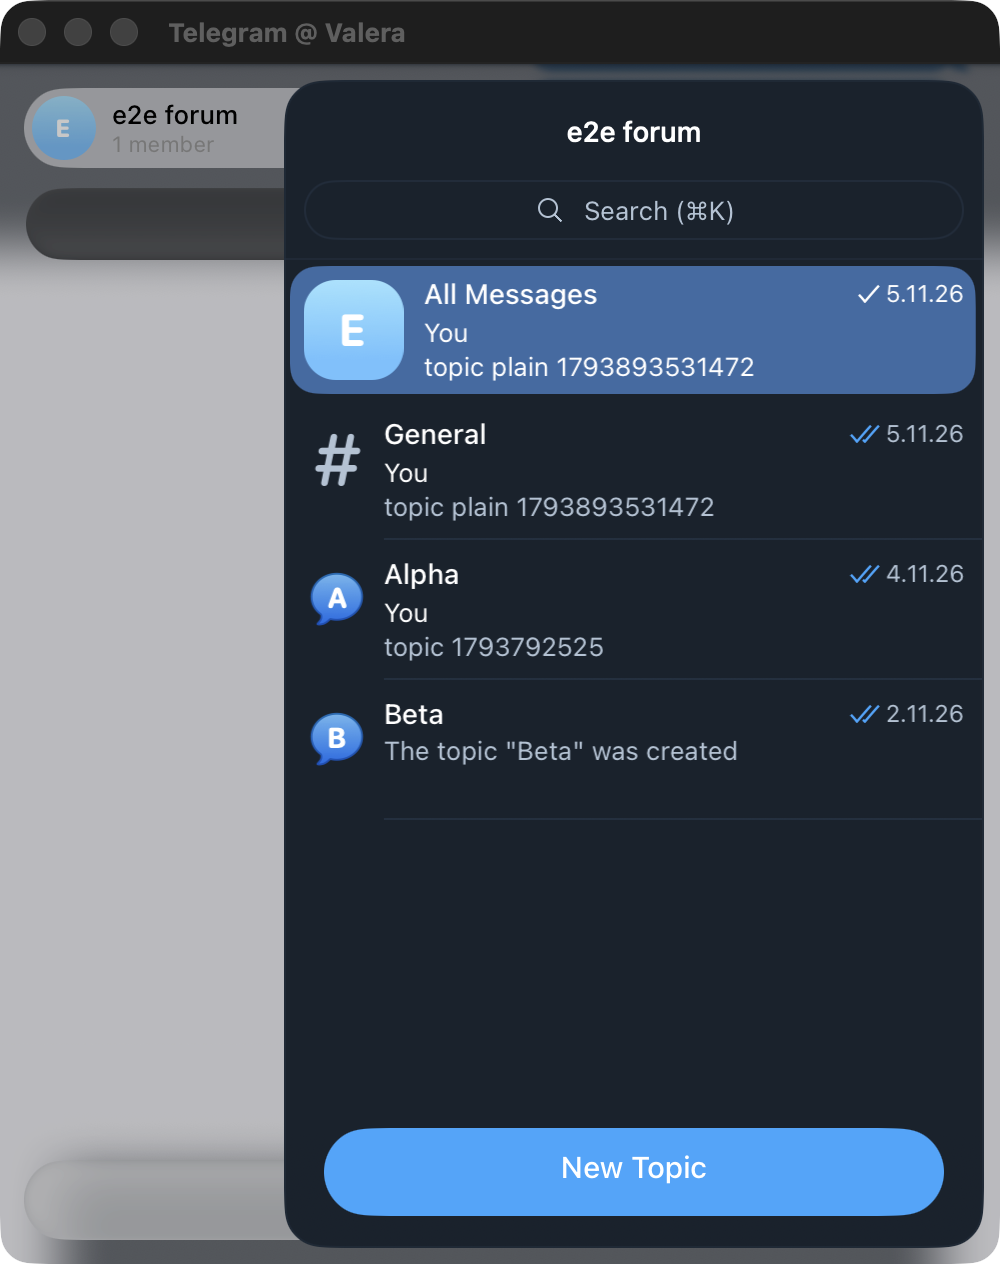 Telegram @ Valera
E
e2e forum
1 member
e2e forum
Search (⌘K)
E
All Messages
5.11.26
You
topic plain 1793893531472
General
5.11.26
You
topic plain 1793893531472
A
Alpha
4.11.26
You
topic 1793792525
B
Beta
2.11.26
The topic "Beta" was created
New Topic